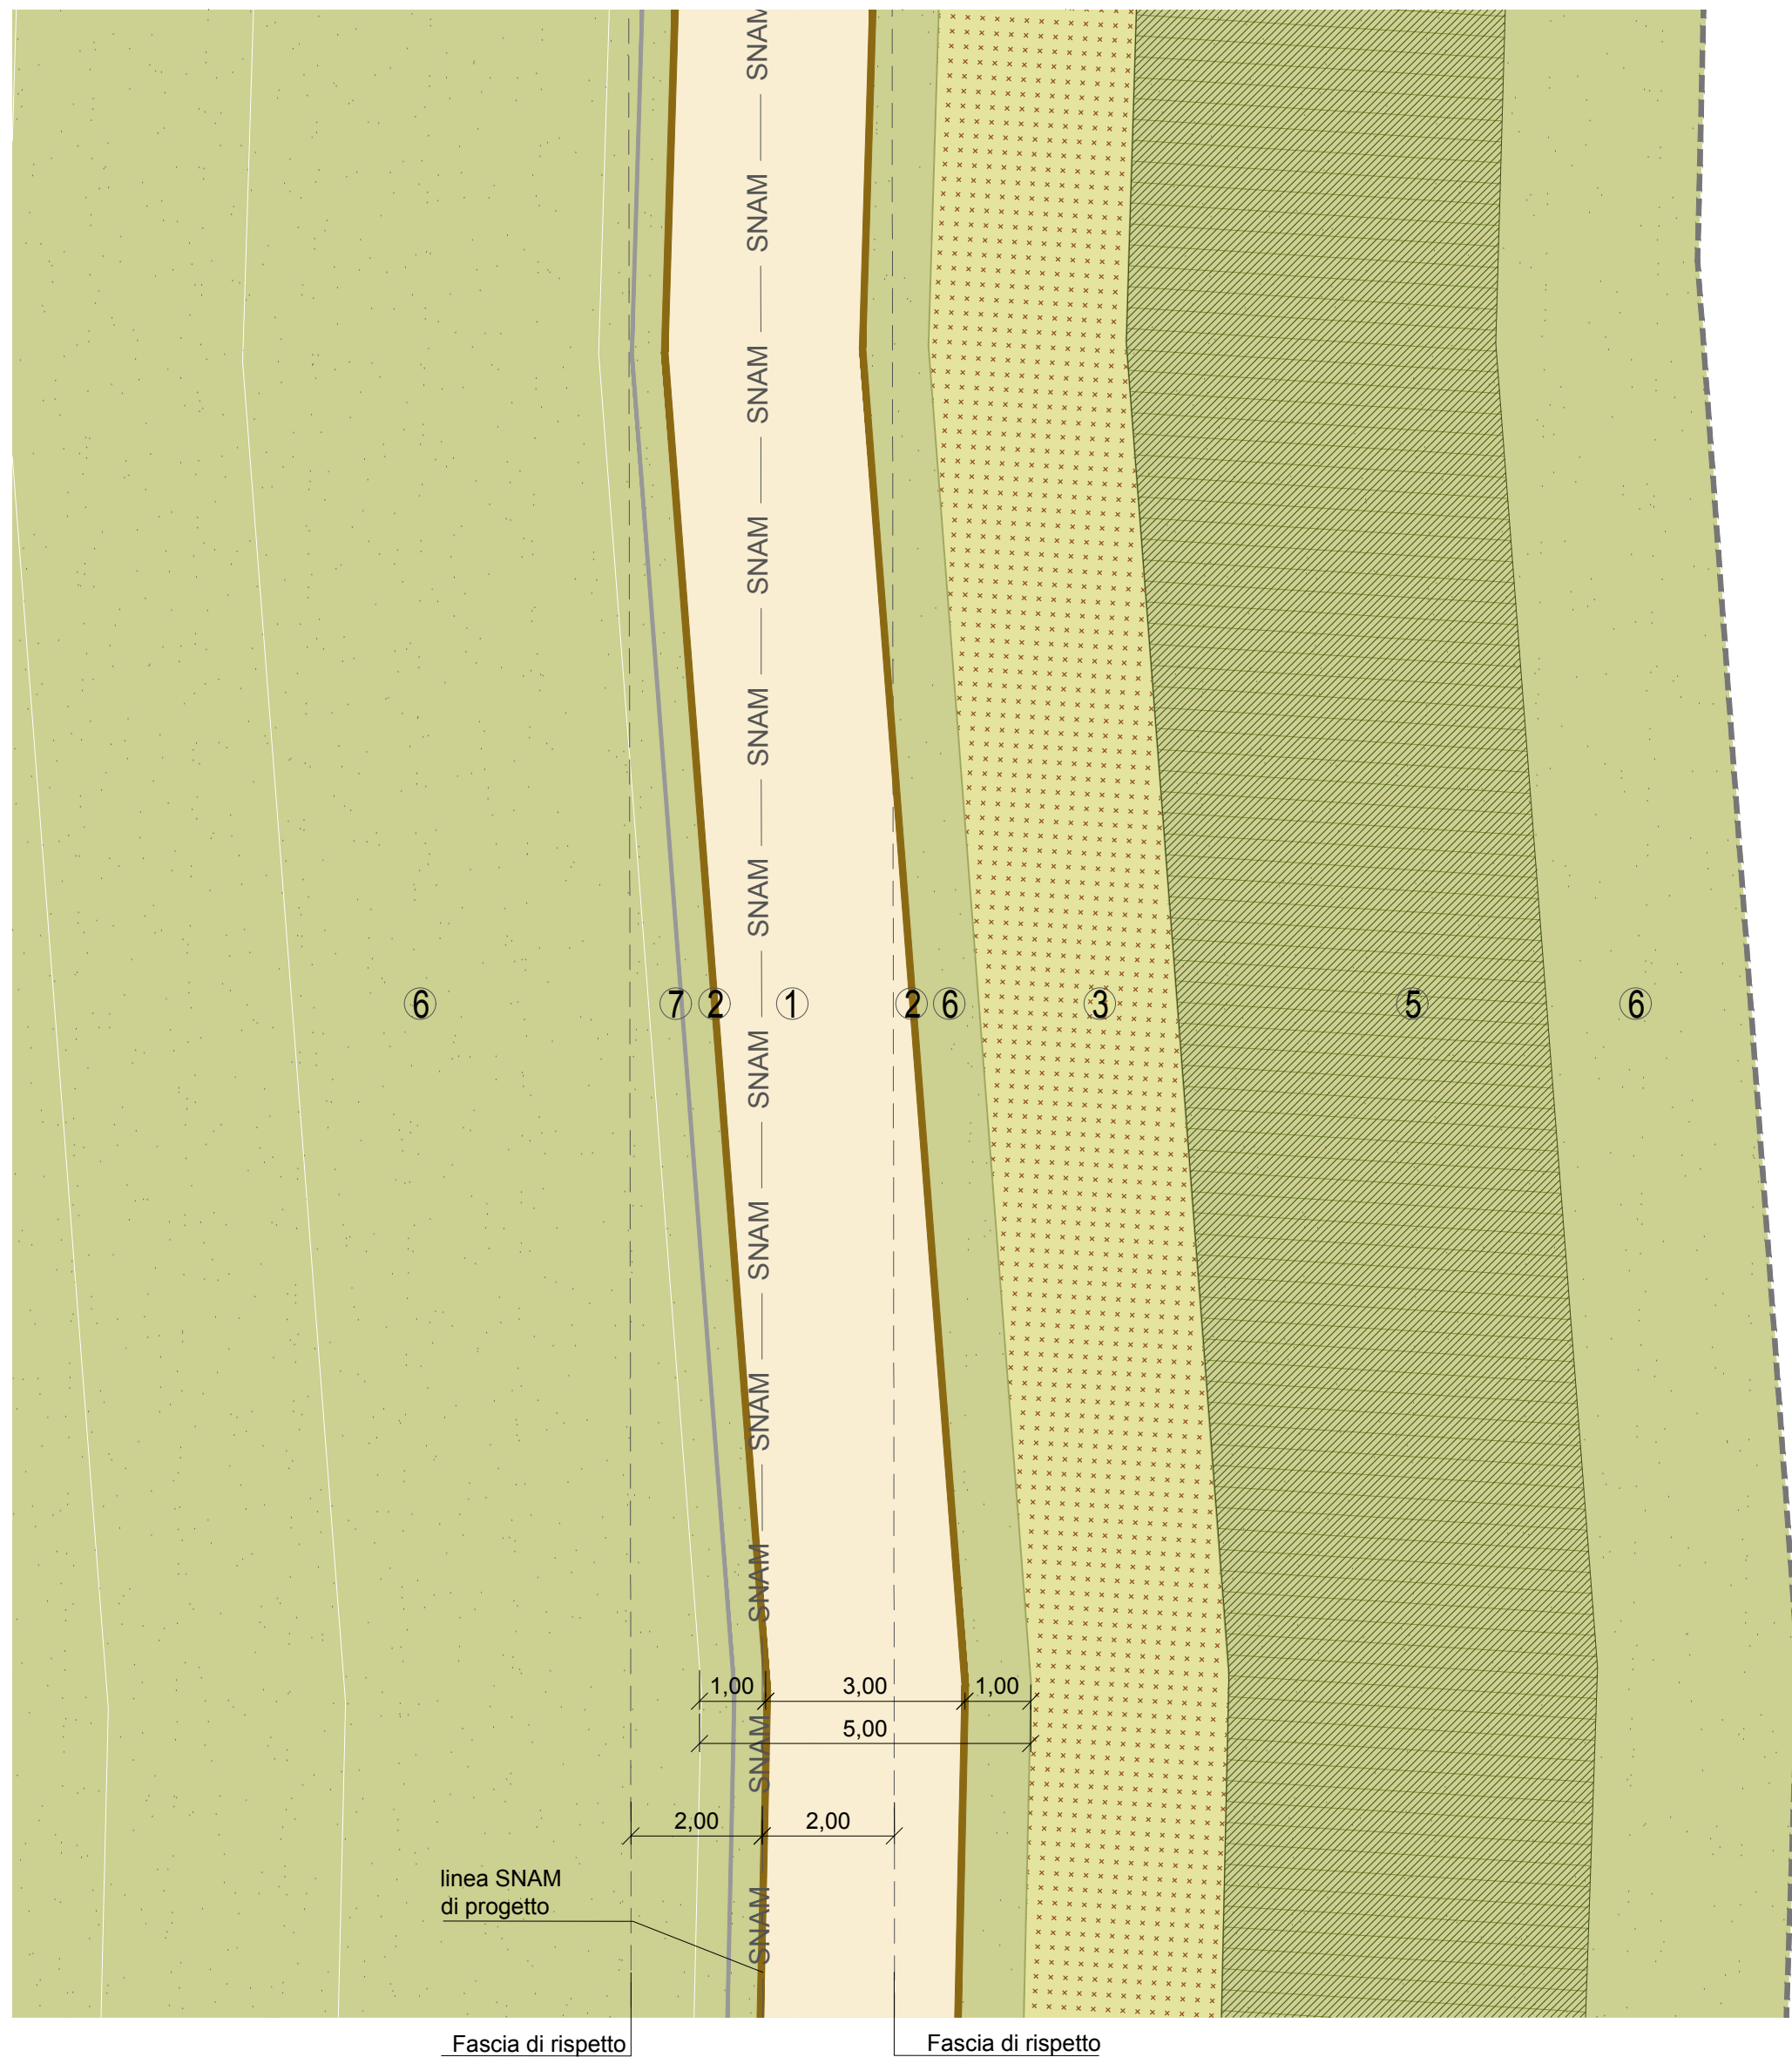 SNAM
SNAM
SNAM
SNAM
SNAM
SNAM
6 7 2 1 2 6 3 5 6
SNAM
SNAM
SNAM
SNAM
1,00 3,00 1,00
5,00
SNAM
2,00 2,00
linea SNAM
di progetto
SNAM
Fascia di rispetto Fascia di rispetto